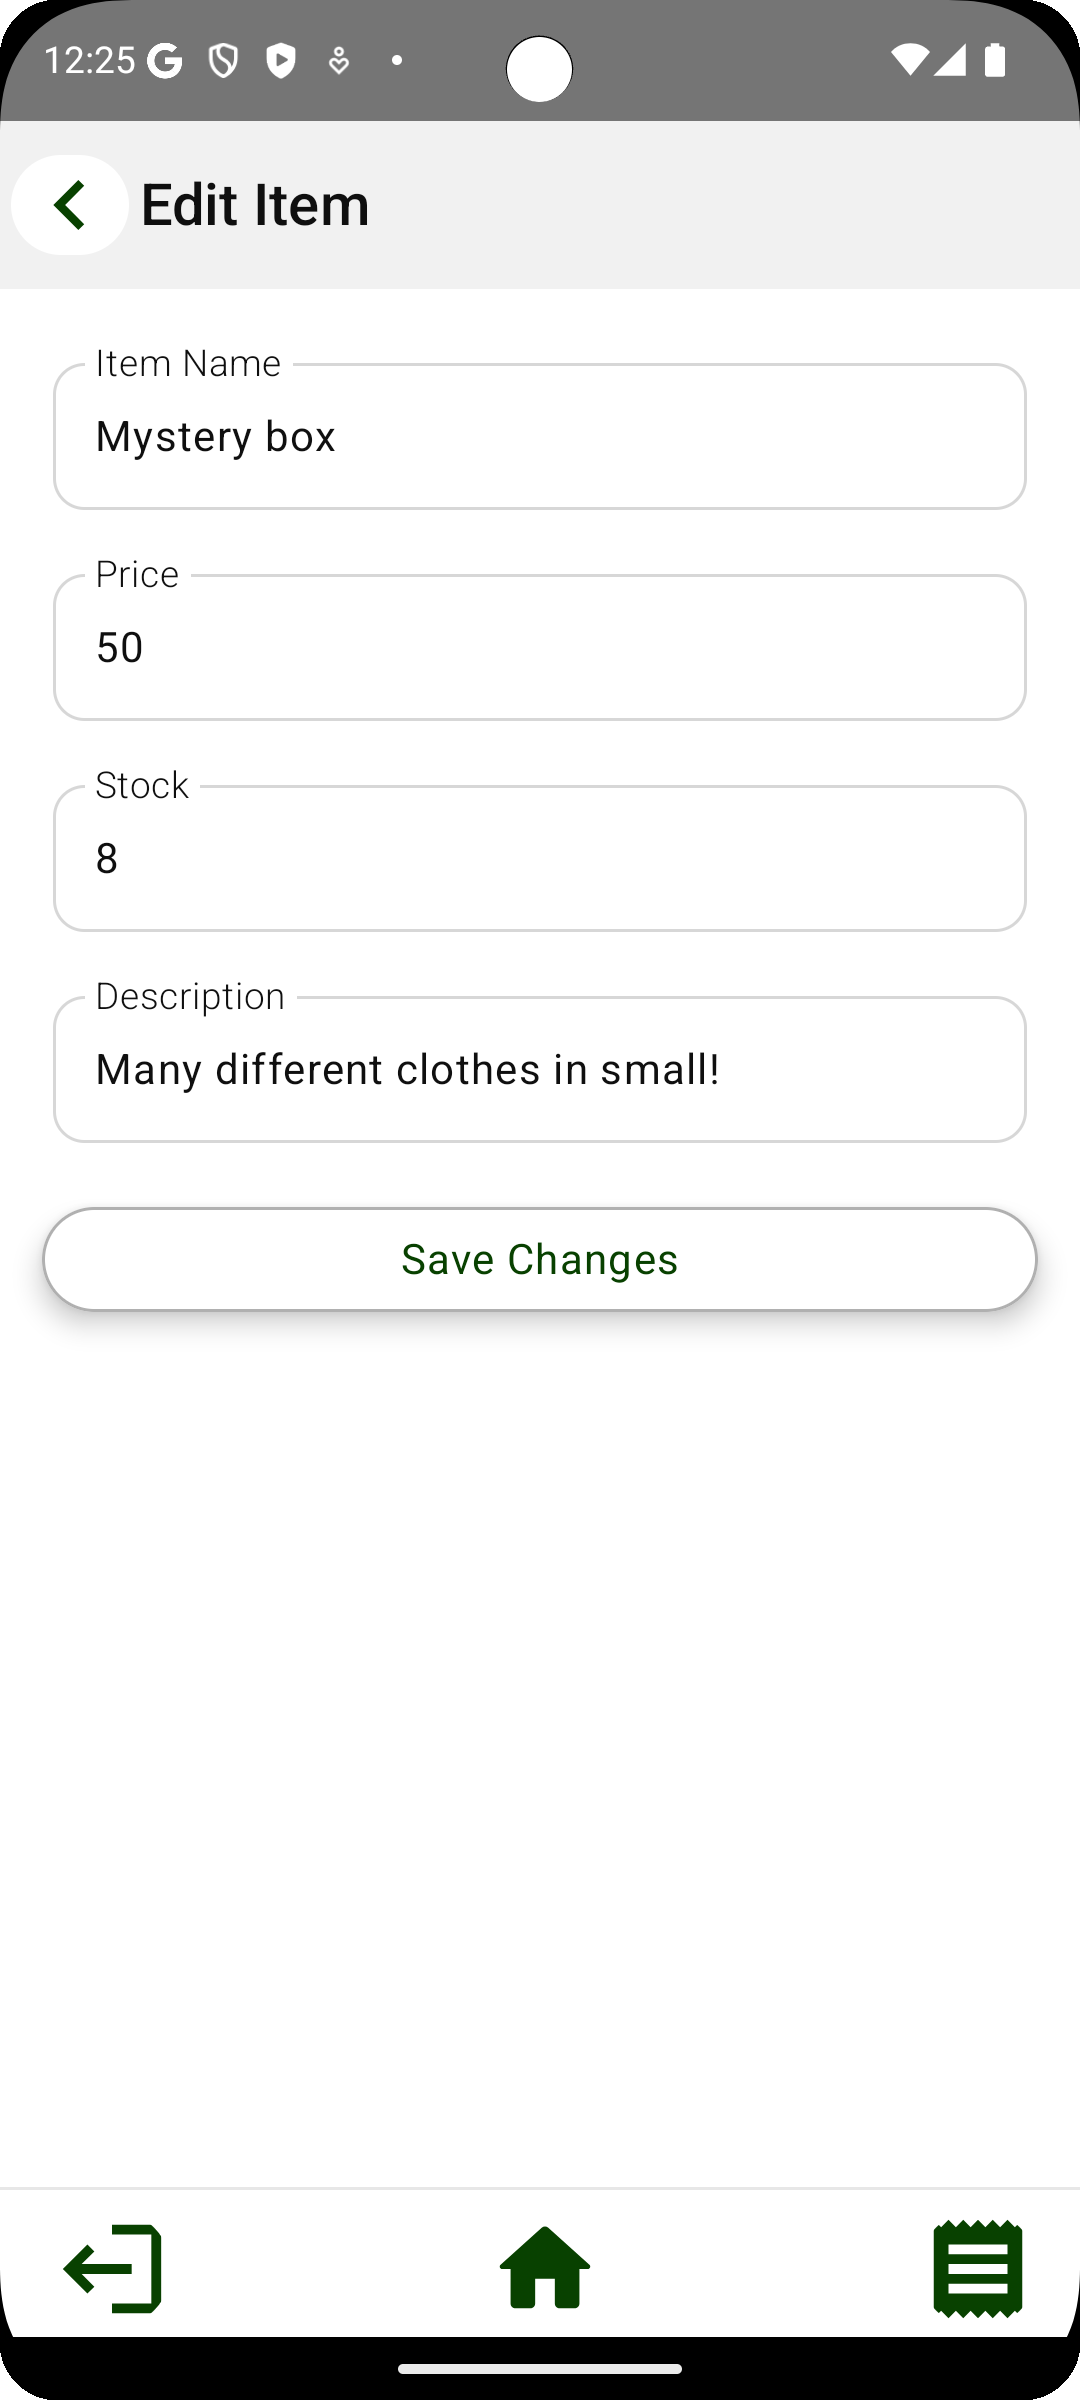 12:25
Edit Item
Item Name
Mystery box
Price
50
Stock
8
Description
Many different clothes in small!
Save Changes